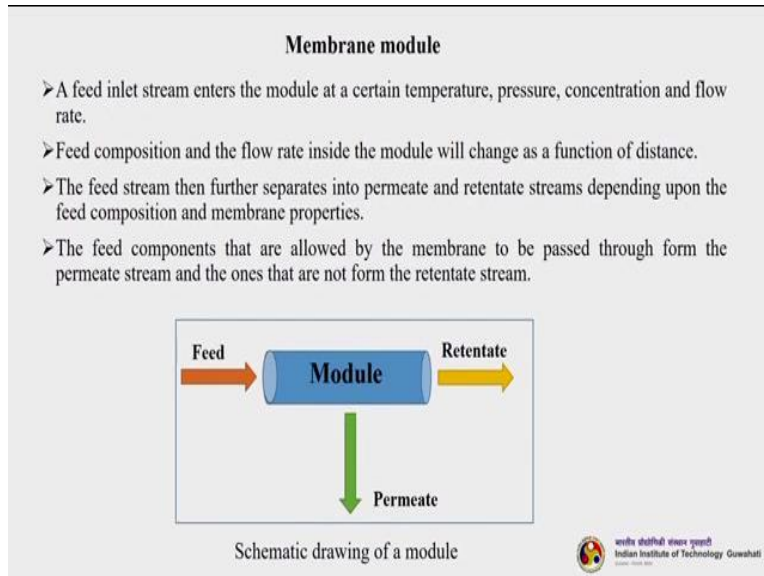 Membrane module
➢A feed inlet stream enters the module at a certain temperature, pressure, concentration and flow
rate.
➢Feed composition and the flow rate inside the module will change as a function of distance.
➢The feed stream then further separates into permeate and retentate streams depending upon the
feed composition and membrane properties.
➢The feed components that are allowed by the membrane to be passed through form the
permeate stream and the ones that are not form the retentate stream.
Feed
Module
Retentate
Permeate
Schematic drawing of a module
भारतीय प्रौद्योगिकी संस्थान गुवाहाटी
Indian Institute of Technology Guwahati